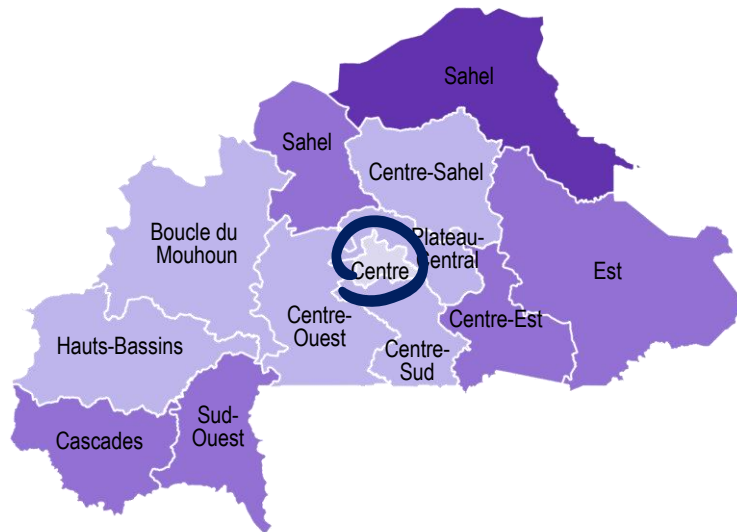 Sahel
Sahel
Centre-Sahel
Boucle du
Mouhoun
Plateau-
Central
Centre
Est
Centre-
Ouest
Centre-Est
Hauts-Bassins
Centre-
Sud
Sud-
Ouest
Cascades